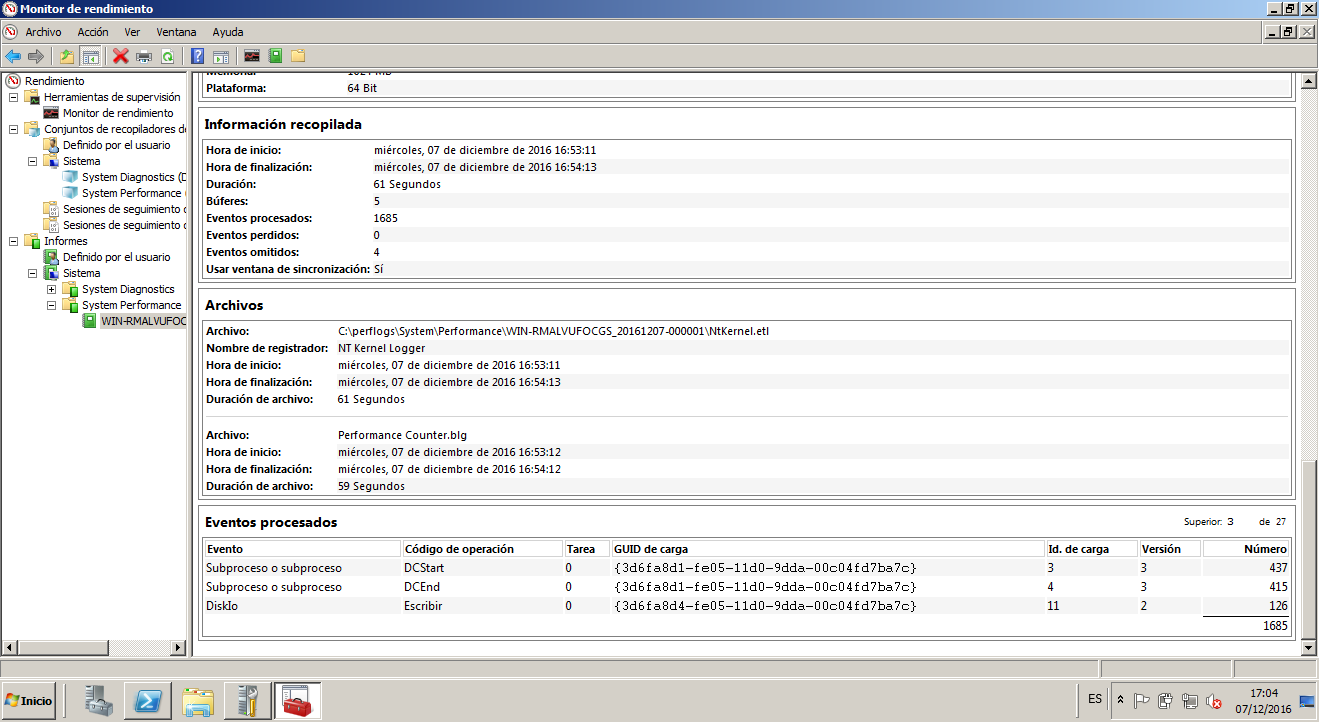 Monitor de rendimiento
Archivo Acción Ver Ventana Ayuda
Rendimiento
Herramientas de supervisión
Monitor de rendimiento
Conjuntos de recopiladores de
Definido por el usuario
Sistema
System Diagnostics (D
System Performance
Sesiones de seguimiento
Sesiones de seguimiento
Informes
Definido por el usuario
Sistema
System Diagnostics
System Performance
WIN-RMALVUFOCG
Plataforma: 64 Bit
Información recopilada
Hora de inicio: miércoles, 07 de diciembre de 2016 16:53:11
Hora de finalización: miércoles, 07 de diciembre de 2016 16:54:13
Duración: 61 Segundos
Búferes: 5
Eventos procesados: 1685
Eventos perdidos: 0
Eventos omitidos: 4
Usar ventana de sincronización: Sí
Archivos
Archivo: C:\perflogs\System\Performance\WIN-RMALVUFOCGS_20161207-000001\NtKernel.etl
Nombre de registrador: NT Kernel Logger
Hora de inicio: miércoles, 07 de diciembre de 2016 16:53:11
Hora de finalización: miércoles, 07 de diciembre de 2016 16:54:13
Duración de archivo: 61 Segundos
Archivo: Performance Counter.blg
Hora de inicio: miércoles, 07 de diciembre de 2016 16:53:12
Hora de finalización: miércoles, 07 de diciembre de 2016 16:54:12
Duración de archivo: 59 Segundos
Eventos procesados Superior: 3 de 27
Evento Código de operación Tarea GUID de carga Id. de carga Versión Número
Subproceso o subproceso DCStart 0 {3d6fa8d1-fe05-11d0-9dda-00c04fd7ba7c} 3 3 437
Subproceso o subproceso DCEnd 0 {3d6fa8d1-fe05-11d0-9dda-00c04fd7ba7c} 4 3 415
DiskIo Escribir 0 {3d6fa8d4-fe05-11d0-9dda-00c04fd7ba7c} 11 2 126
1685
Inicio
ES
17:04
07/12/2016